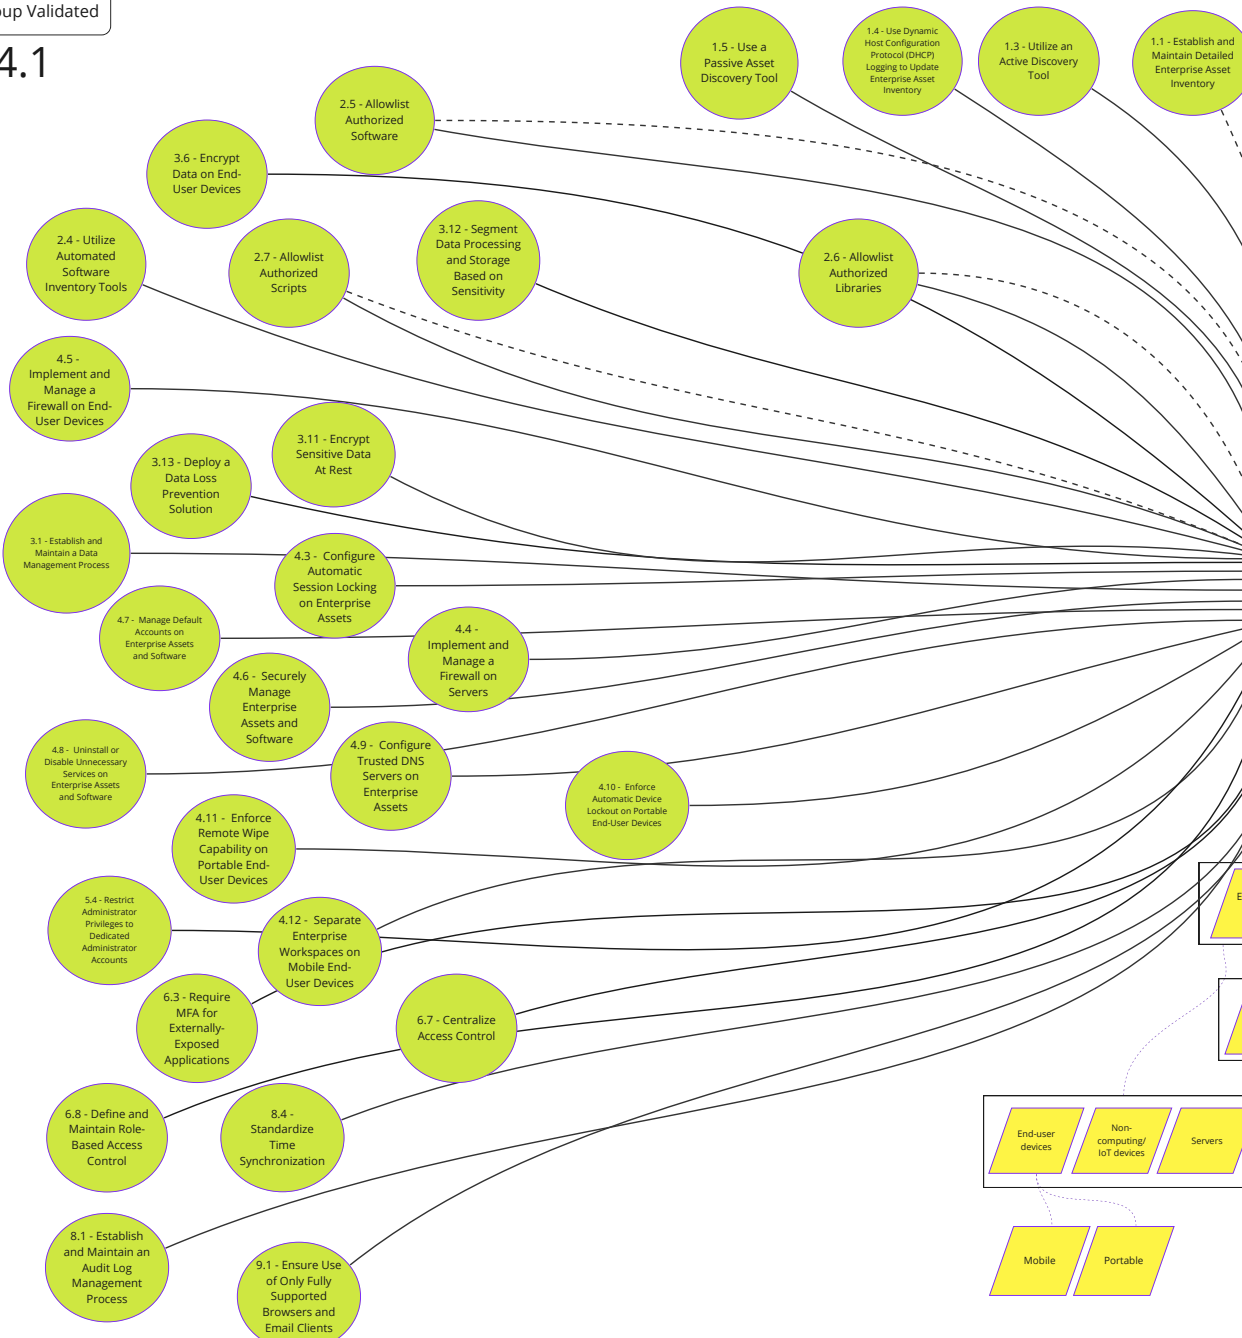 oup Validated
4.1
1.5 - Use a
Passive Asset
Discovery Tool
1.4 - Use Dynamic
Host Configuration
Protocol (DHCP)
Logging to Update
Enterprise Asset
Inventory
1.3 - Utilize an
Active Discovery
Tool
1.1 - Establish and
Maintain Detailed
Enterprise Asset
Inventory
2.5 - Allowlist
Authorized
Software
3.6 - Encrypt
Data on End-
User Devices
2.4 - Utilize
Automated
Software
Inventory Tools
2.7 - Allowlist
Authorized
Scripts
3.12 - Segment
Data Processing
and Storage
Based on
Sensitivity
2.6 - Allowlist
Authorized
Libraries
4.5 -
Implement and
Manage a
Firewall on End-
User Devices
3.11 - Encrypt
Sensitive Data
At Rest
3.13 - Deploy a
Data Loss
Prevention
Solution
3.1 - Establish and
Maintain a Data
Management Process
4.3 - Configure
Automatic
Session Locking
on Enterprise
Assets
4.7 - Manage Default
Accounts on
Enterprise Assets
and Software
4.4 -
Implement and
Manage a
Firewall on
Servers
4.6 - Securely
Manage
Enterprise
Assets and
Software
4.8 - Uninstall or
Disable Unnecessary
Services on
Enterprise Assets
and Software
4.9 - Configure
Trusted DNS
Servers on
Enterprise
Assets
4.10 - Enforce
Automatic Device
Lockout on Portable
End-User Devices
4.11 - Enforce
Remote Wipe
Capability on
Portable End-
User Devices
5.4 - Restrict
Administrator
Privileges to
Dedicated
Administrator
Accounts
4.12 - Separate
Enterprise
Workspaces on
Mobile End-
User Devices
E
6.3 - Require
MFA for
Externally-
Exposed
Applications
6.7 - Centralize
Access Control
6.8 - Define and
Maintain Role-
Based Access
Control
8.4 -
Standardize
Time
Synchronization
End-user
devices
Non-
computing/
IoT devices
Servers
8.1 - Establish
and Maintain an
Audit Log
Management
Process
9.1 - Ensure Use
of Only Fully
Supported
Browsers and
Email Clients
Mobile
Portable